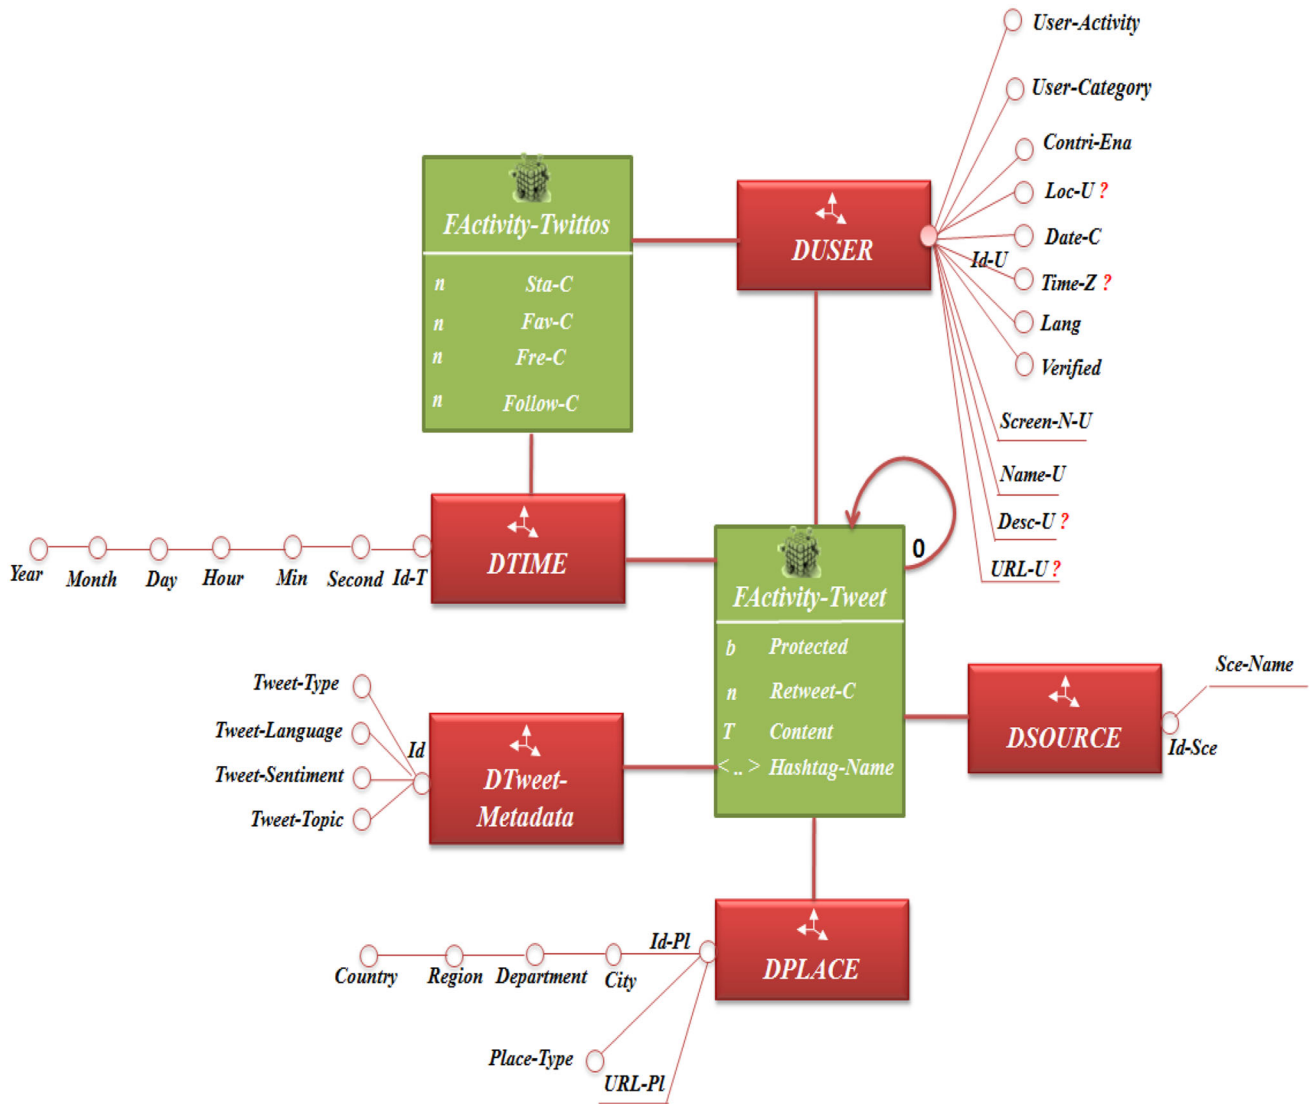 User-Activity
User-Category
Contri-Ena
Loc-U ?
Date-C
Id-U
Time-Z ?
Lang
Verified
Screen-N-U
Name-U
Desc-U ?
URL-U ?
DUSER
FActivity-Twittos
n Sta-C
n Fav-C
n Fre-C
n Follow-C
DTIME
Year Month Day Hour Min Second Id-T
0
FActivity-Tweet
b Protected
n Retweet-C
T Content
< .. > Hashtag-Name
Tweet-Type
Tweet-Language
Tweet-Sentiment
Tweet-Topic
Id
DTweet-
Metadata
DSOURCE
Sce-Name
Id-Sce
DPLACE
Id-Pl
Country Region Department City
Place-Type
URL-Pl